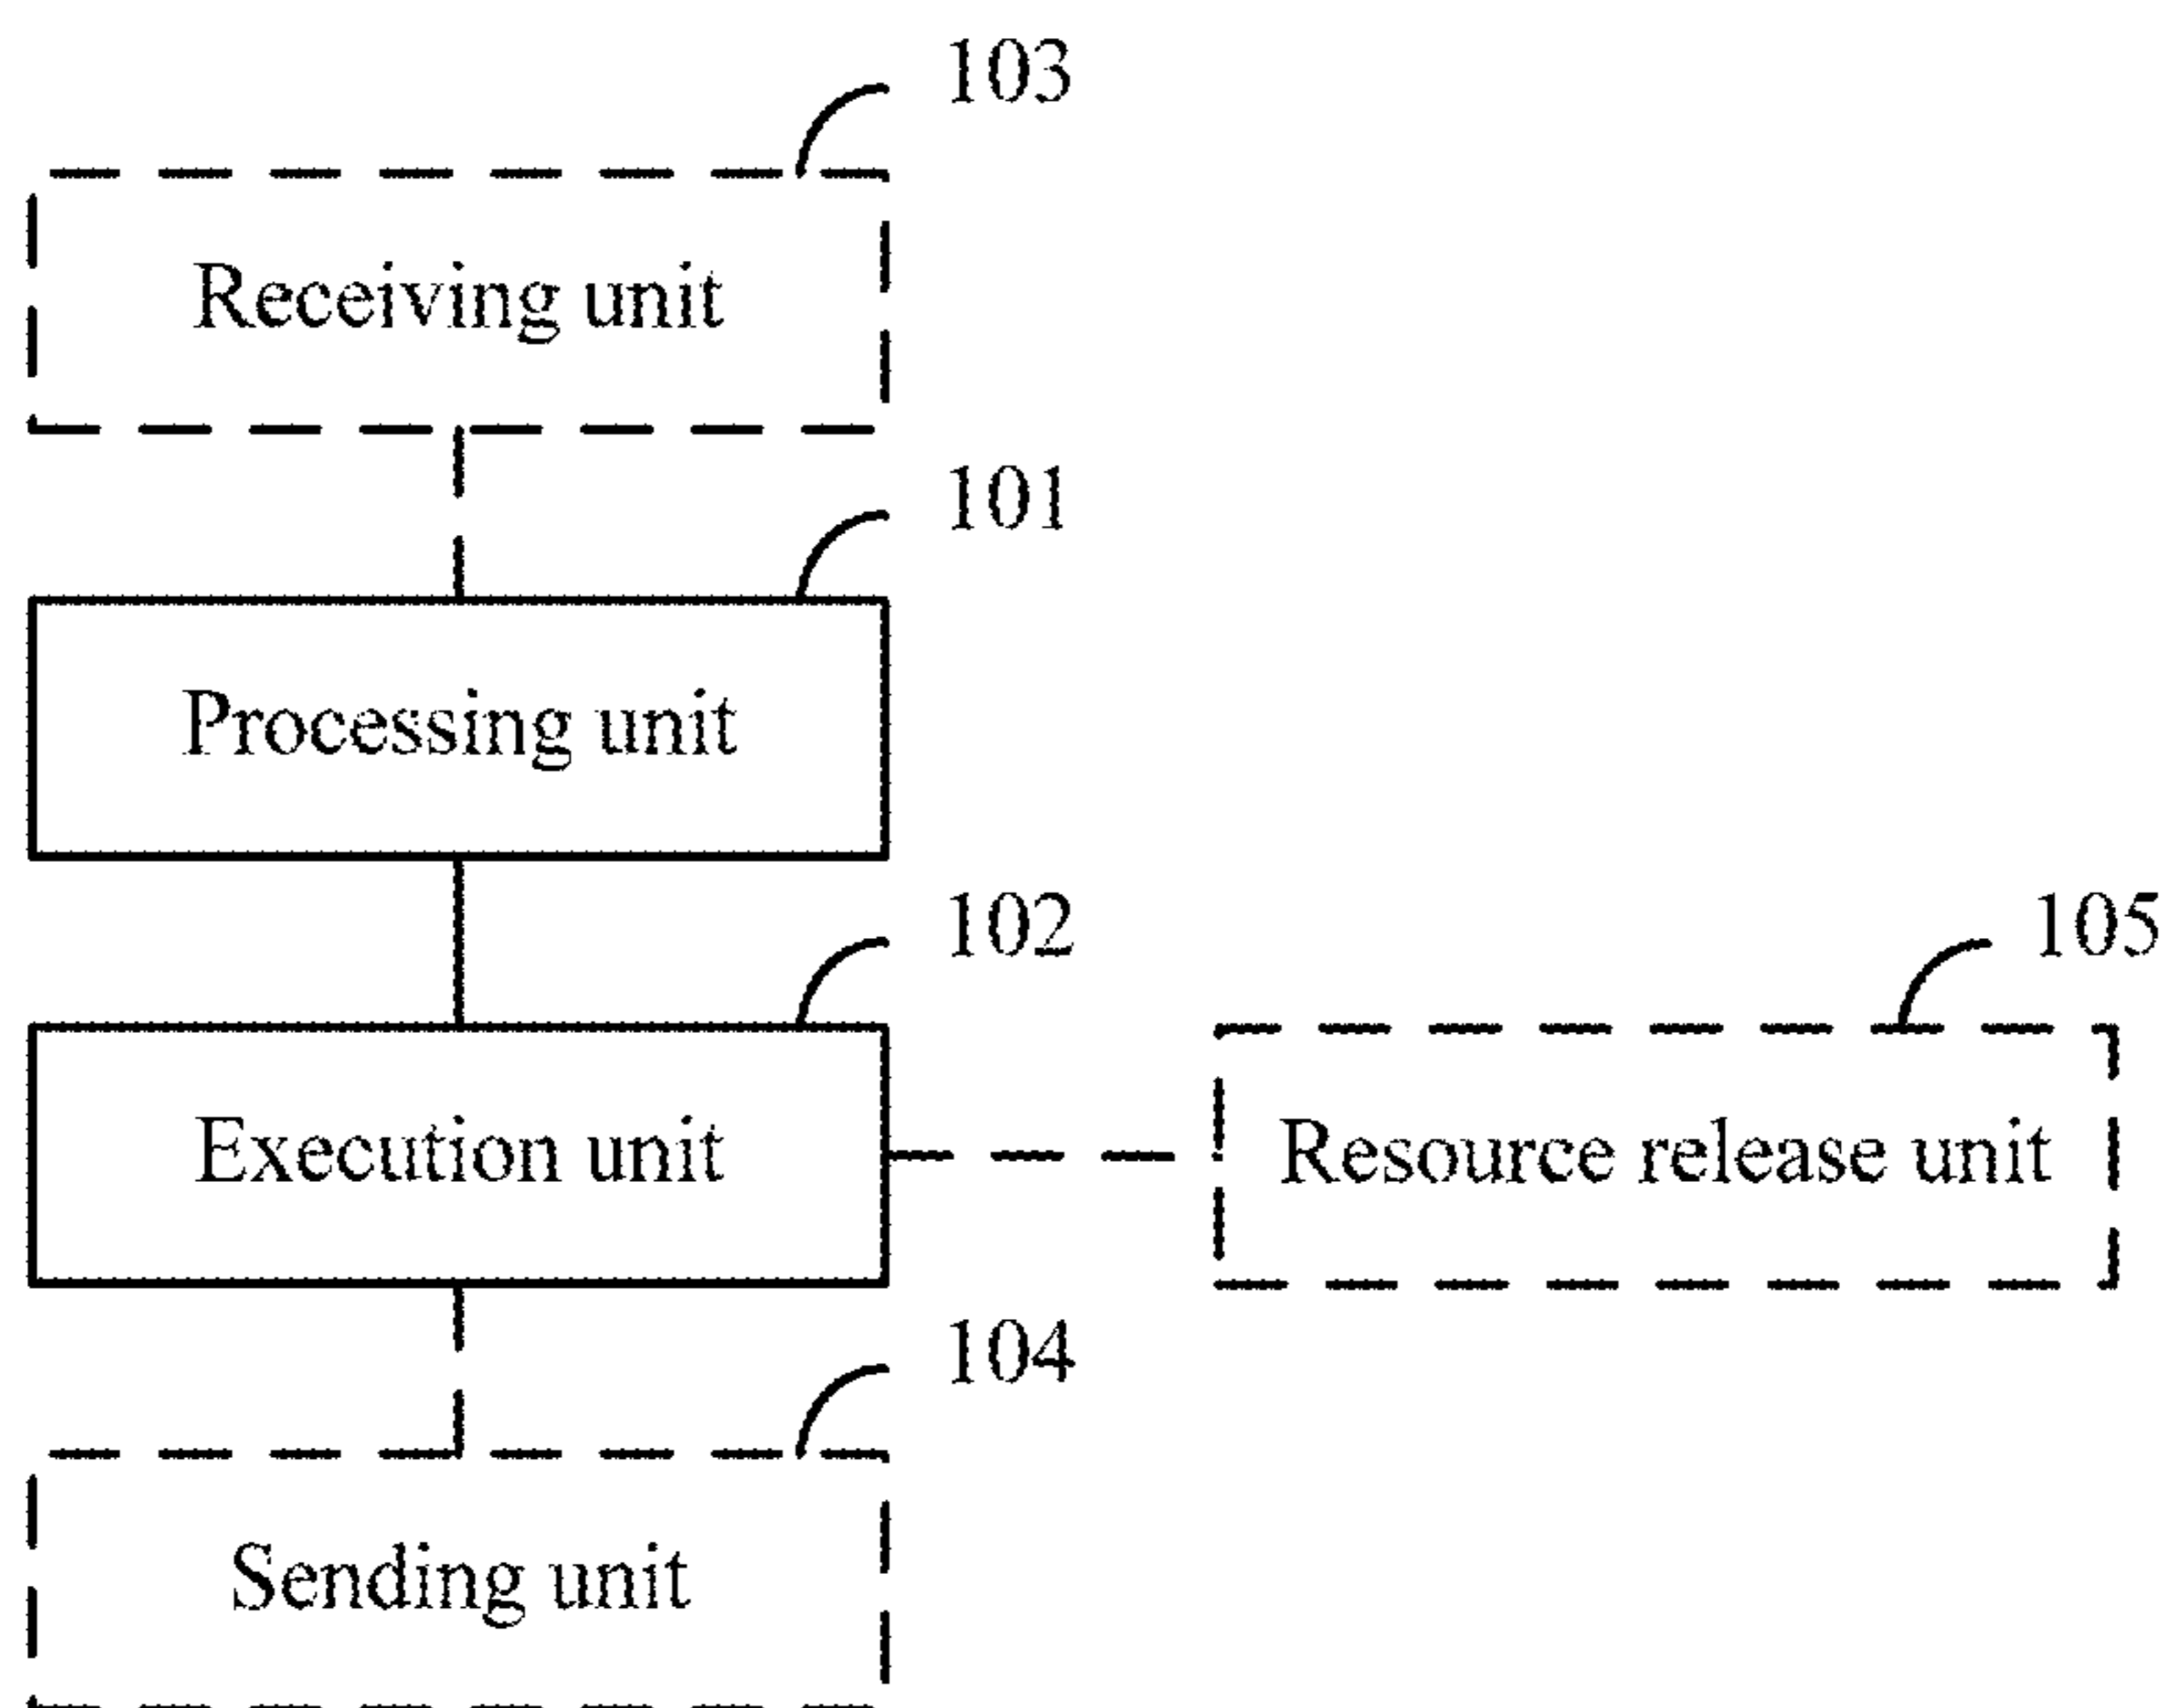 103
Receiving unit
101
Processing unit
102
105
Execution unit
Resource release unit
104
Sending unit